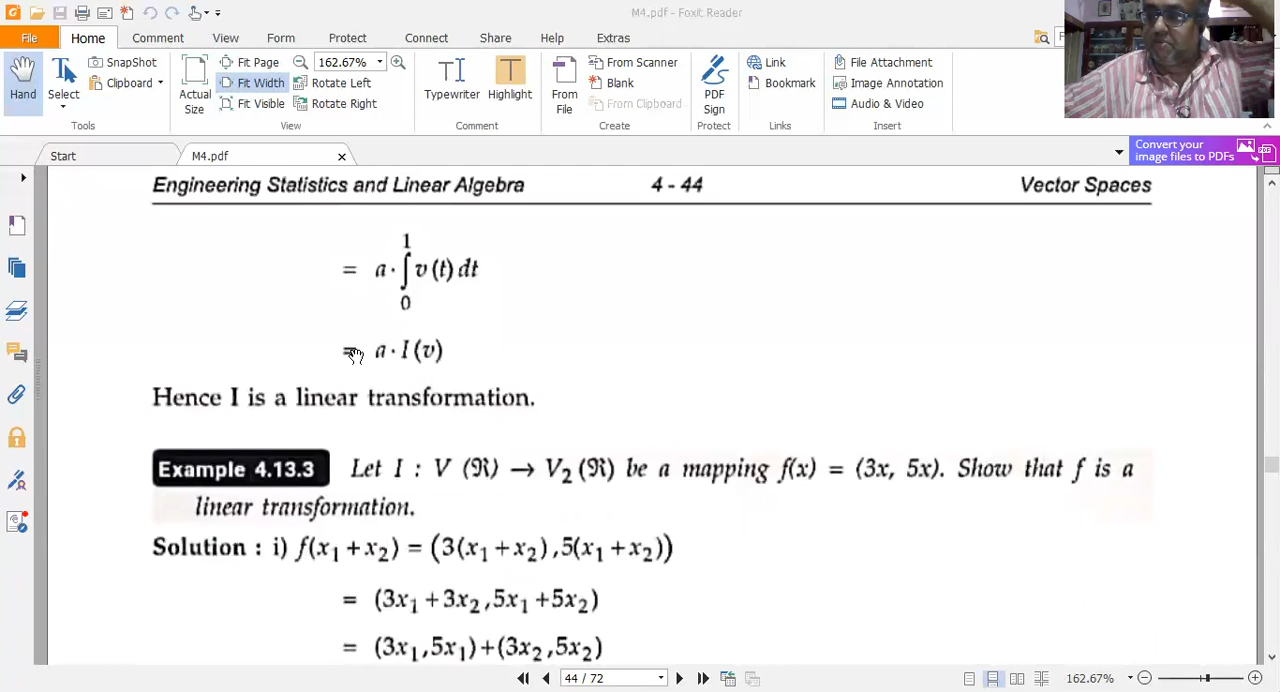 M4.pdf - Foxit Reader
File Home Comment View Form Protect Connect Share Help Extras
Hand
Select
SnapShot
Clipboard
Actual Size
Fit Page
Fit Width
Fit Visible
162.67%
Rotate Left
Rotate Right
Typewriter
Highlight
From File
From Scanner
Blank
From Clipboard
PDF Sign
Link
Bookmark
File Attachment
Image Annotation
Audio & Video
Tools View Comment Create Protect Links Insert
Start M4.pdf
Convert your
image files to PDFs
Engineering Statistics and Linear Algebra 4 - 44 Vector Spaces
= a · ∫₀¹ v (t) dt
= a · I (v)
Hence I is a linear transformation.
Example 4.13.3 Let I : V (ℜ) → V₂ (ℜ) be a mapping f(x) = (3x, 5x). Show that f is a
linear transformation.
Solution : i) f(x₁ + x₂) = (3(x₁ + x₂) ,5(x₁ + x₂))
= (3x₁ + 3x₂ ,5x₁ + 5x₂)
= (3x₁ ,5x₁) + (3x₂ ,5x₂)
44 / 72 162.67%